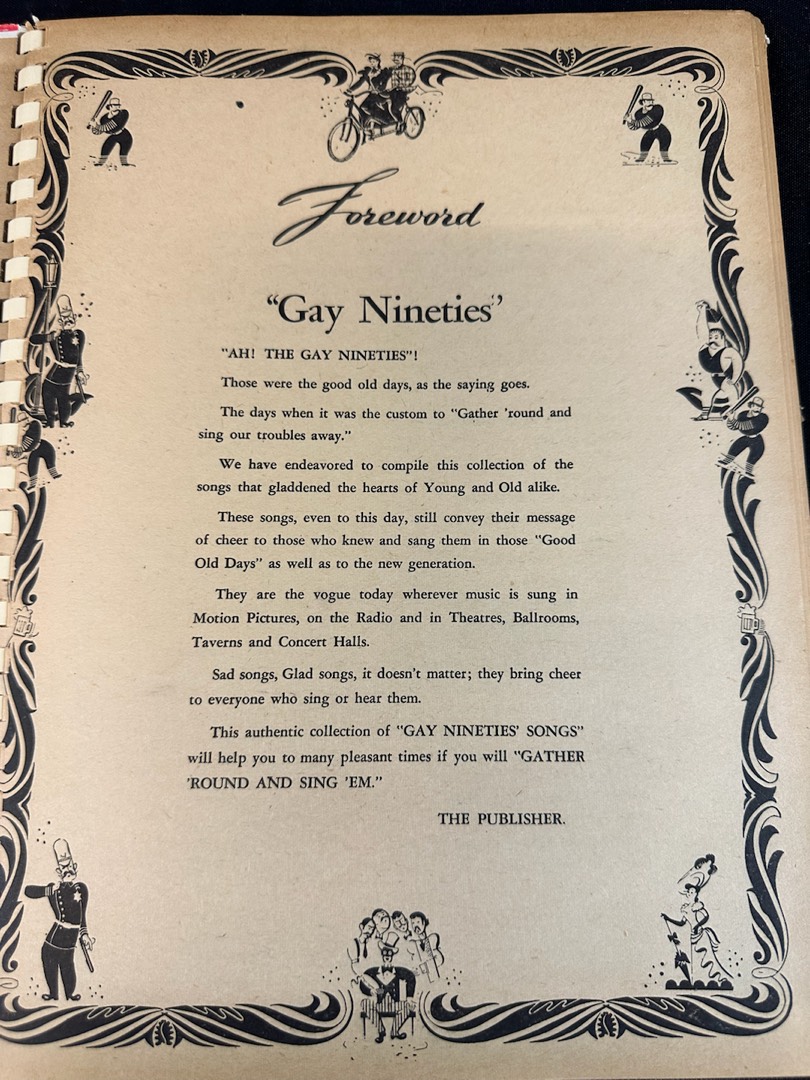 Foreword
“Gay Nineties”
"AH! THE GAY NINETIES"!
Those were the good old days, as the saying goes.
The days when it was the custom to "Gather 'round and
sing our troubles away."
We have endeavored to compile this collection of the
songs that gladdened the hearts of Young and Old alike.
These songs, even to this day, still convey their message
of cheer to those who knew and sang them in those "Good
Old Days" as well as to the new generation.
They are the vogue today wherever music is sung in
Motion Pictures, on the Radio and in Theatres, Ballrooms,
Taverns and Concert Halls.
Sad songs, Glad songs, it doesn't matter; they bring cheer
to everyone who sing or hear them.
This authentic collection of "GAY NINETIES' SONGS"
will help you to many pleasant times if you will "GATHER
'ROUND AND SING 'EM."
THE PUBLISHER.